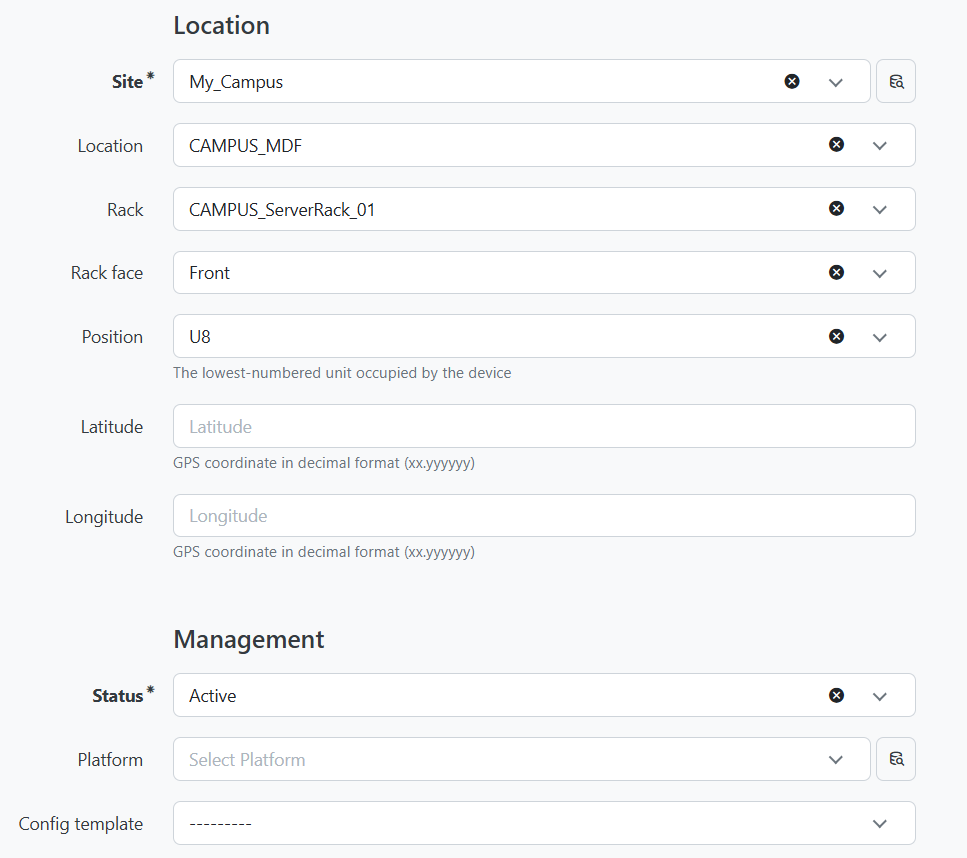 Location
Site *
My_Campus
Location
CAMPUS_MDF
Rack
CAMPUS_ServerRack_01
Rack face
Front
Position
U8
The lowest-numbered unit occupied by the device
Latitude
Latitude
GPS coordinate in decimal format (xx.yyyyyy)
Longitude
Longitude
GPS coordinate in decimal format (xx.yyyyyy)
Management
Status *
Active
Platform
Select Platform
Config template
---------